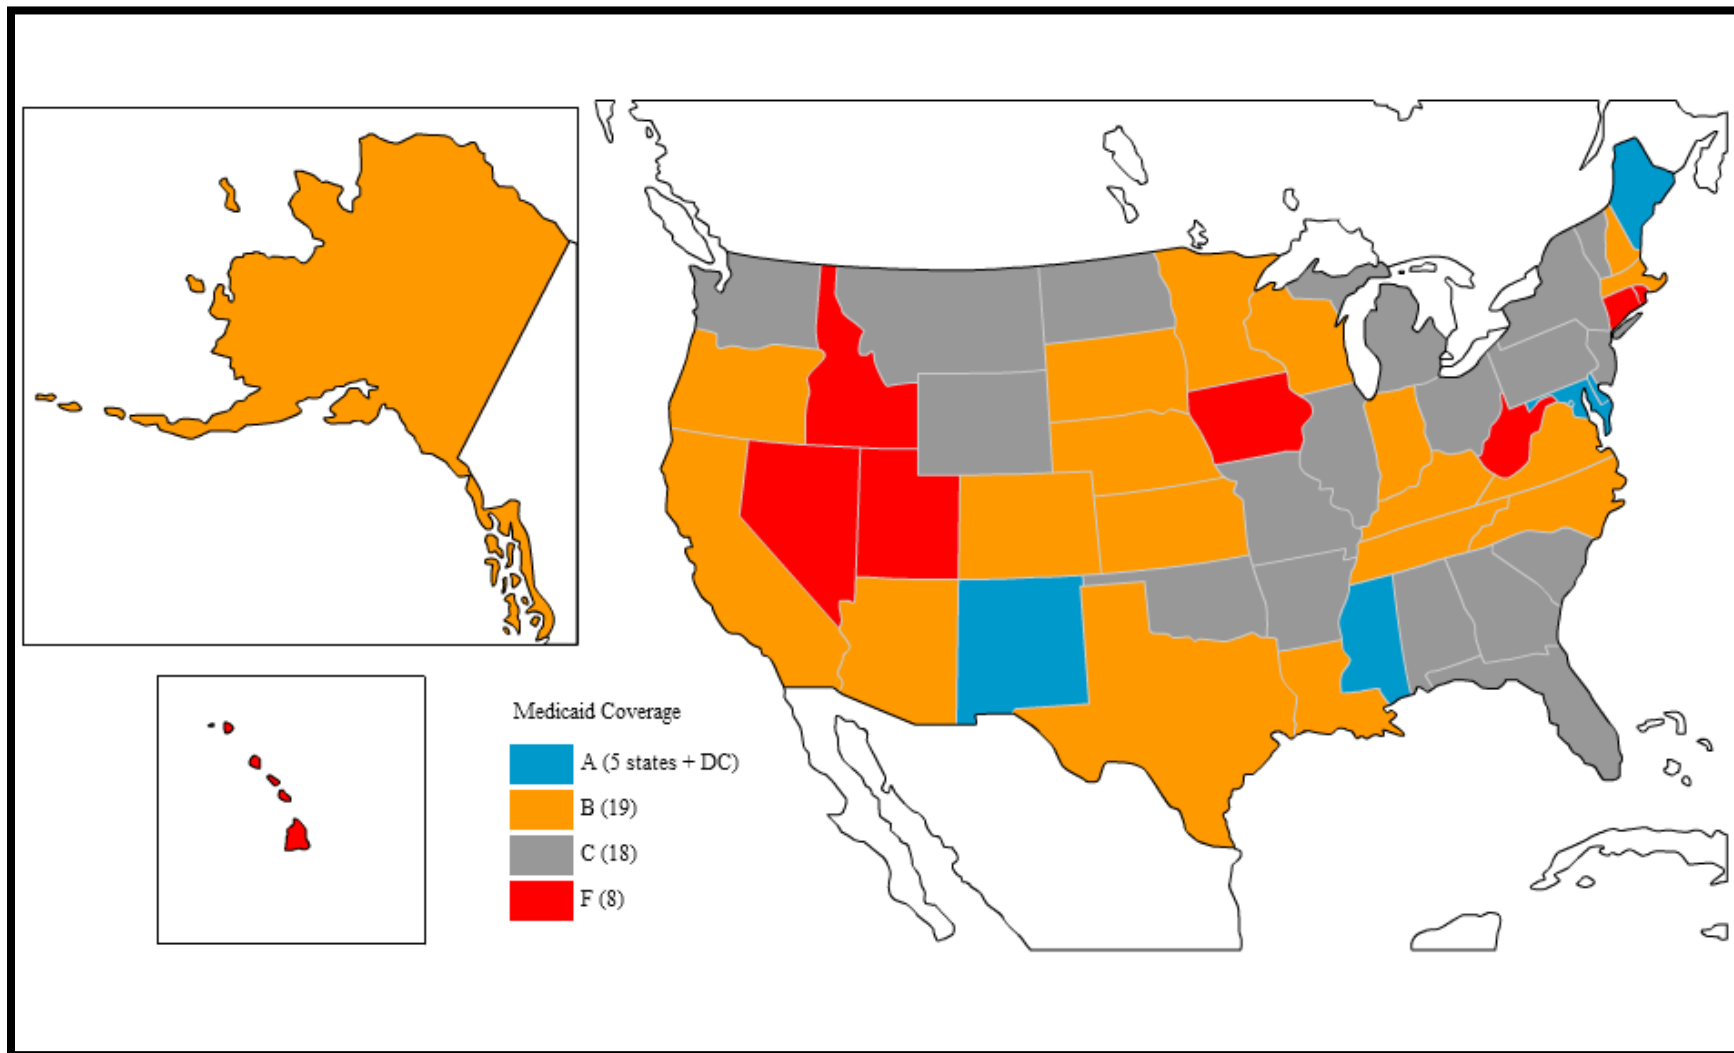 Medicaid Coverage
A (5 states + DC)
B (19)
C (18)
F (8)